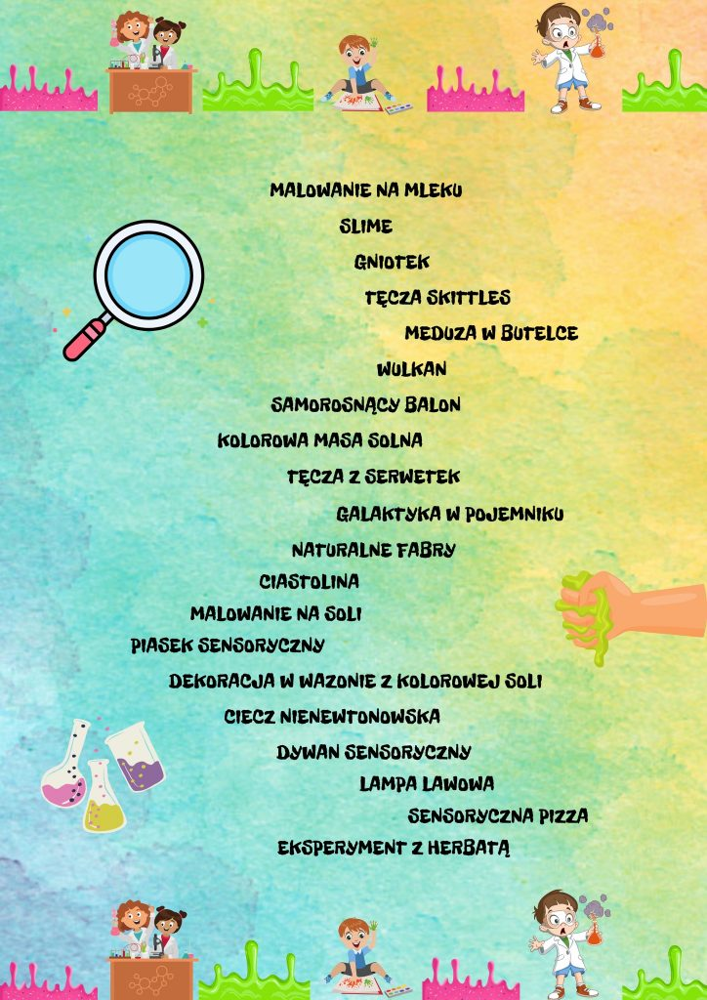 MALOWANIE NA MLEKU
SLIME
GNIOTEK
TĘCZA SKITTLES
MEDUZA W BUTELCE
WULKAN
SAMOROSNĄCY BALON
KOLOROWA MASA SOLNA
TĘCZA Z SERWETEK
GALAKTYKA W POJEMNIKU
NATURALNE FABRY
CIASTOLINA
MALOWANIE NA SOLI
PIASEK SENSORYCZNY
DEKORACJA W WAZONIE Z KOLOROWEJ SOLI
CIECZ NIENEWTONOWSKA
DYWAN SENSORYCZNY
LAMPA LAWOWA
SENSORYCZNA PIZZA
EKSPERYMENT Z HERBATĄ